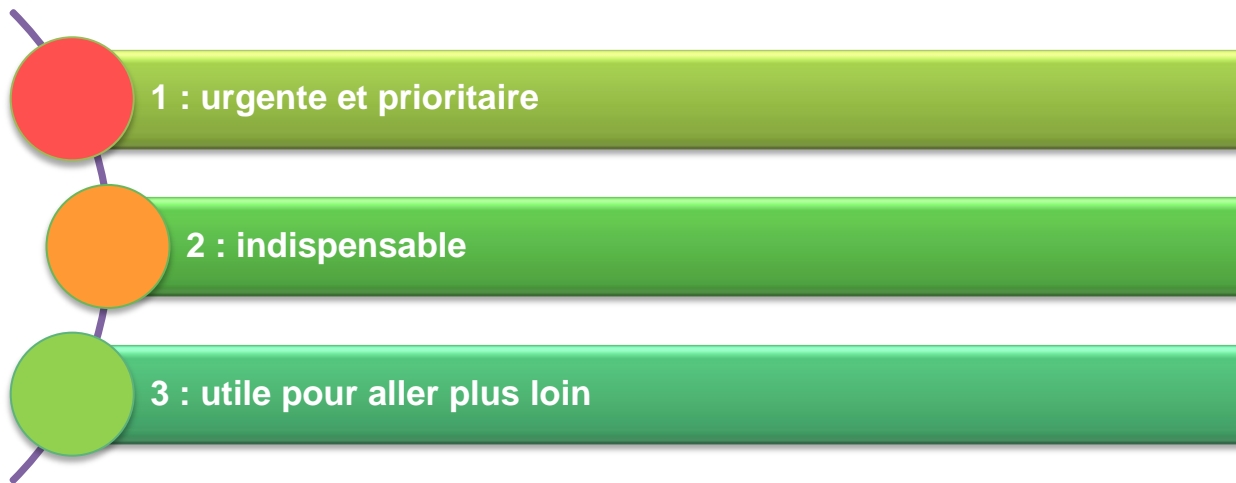 1 : urgente et prioritaire
2 : indispensable
3 : utile pour aller plus loin